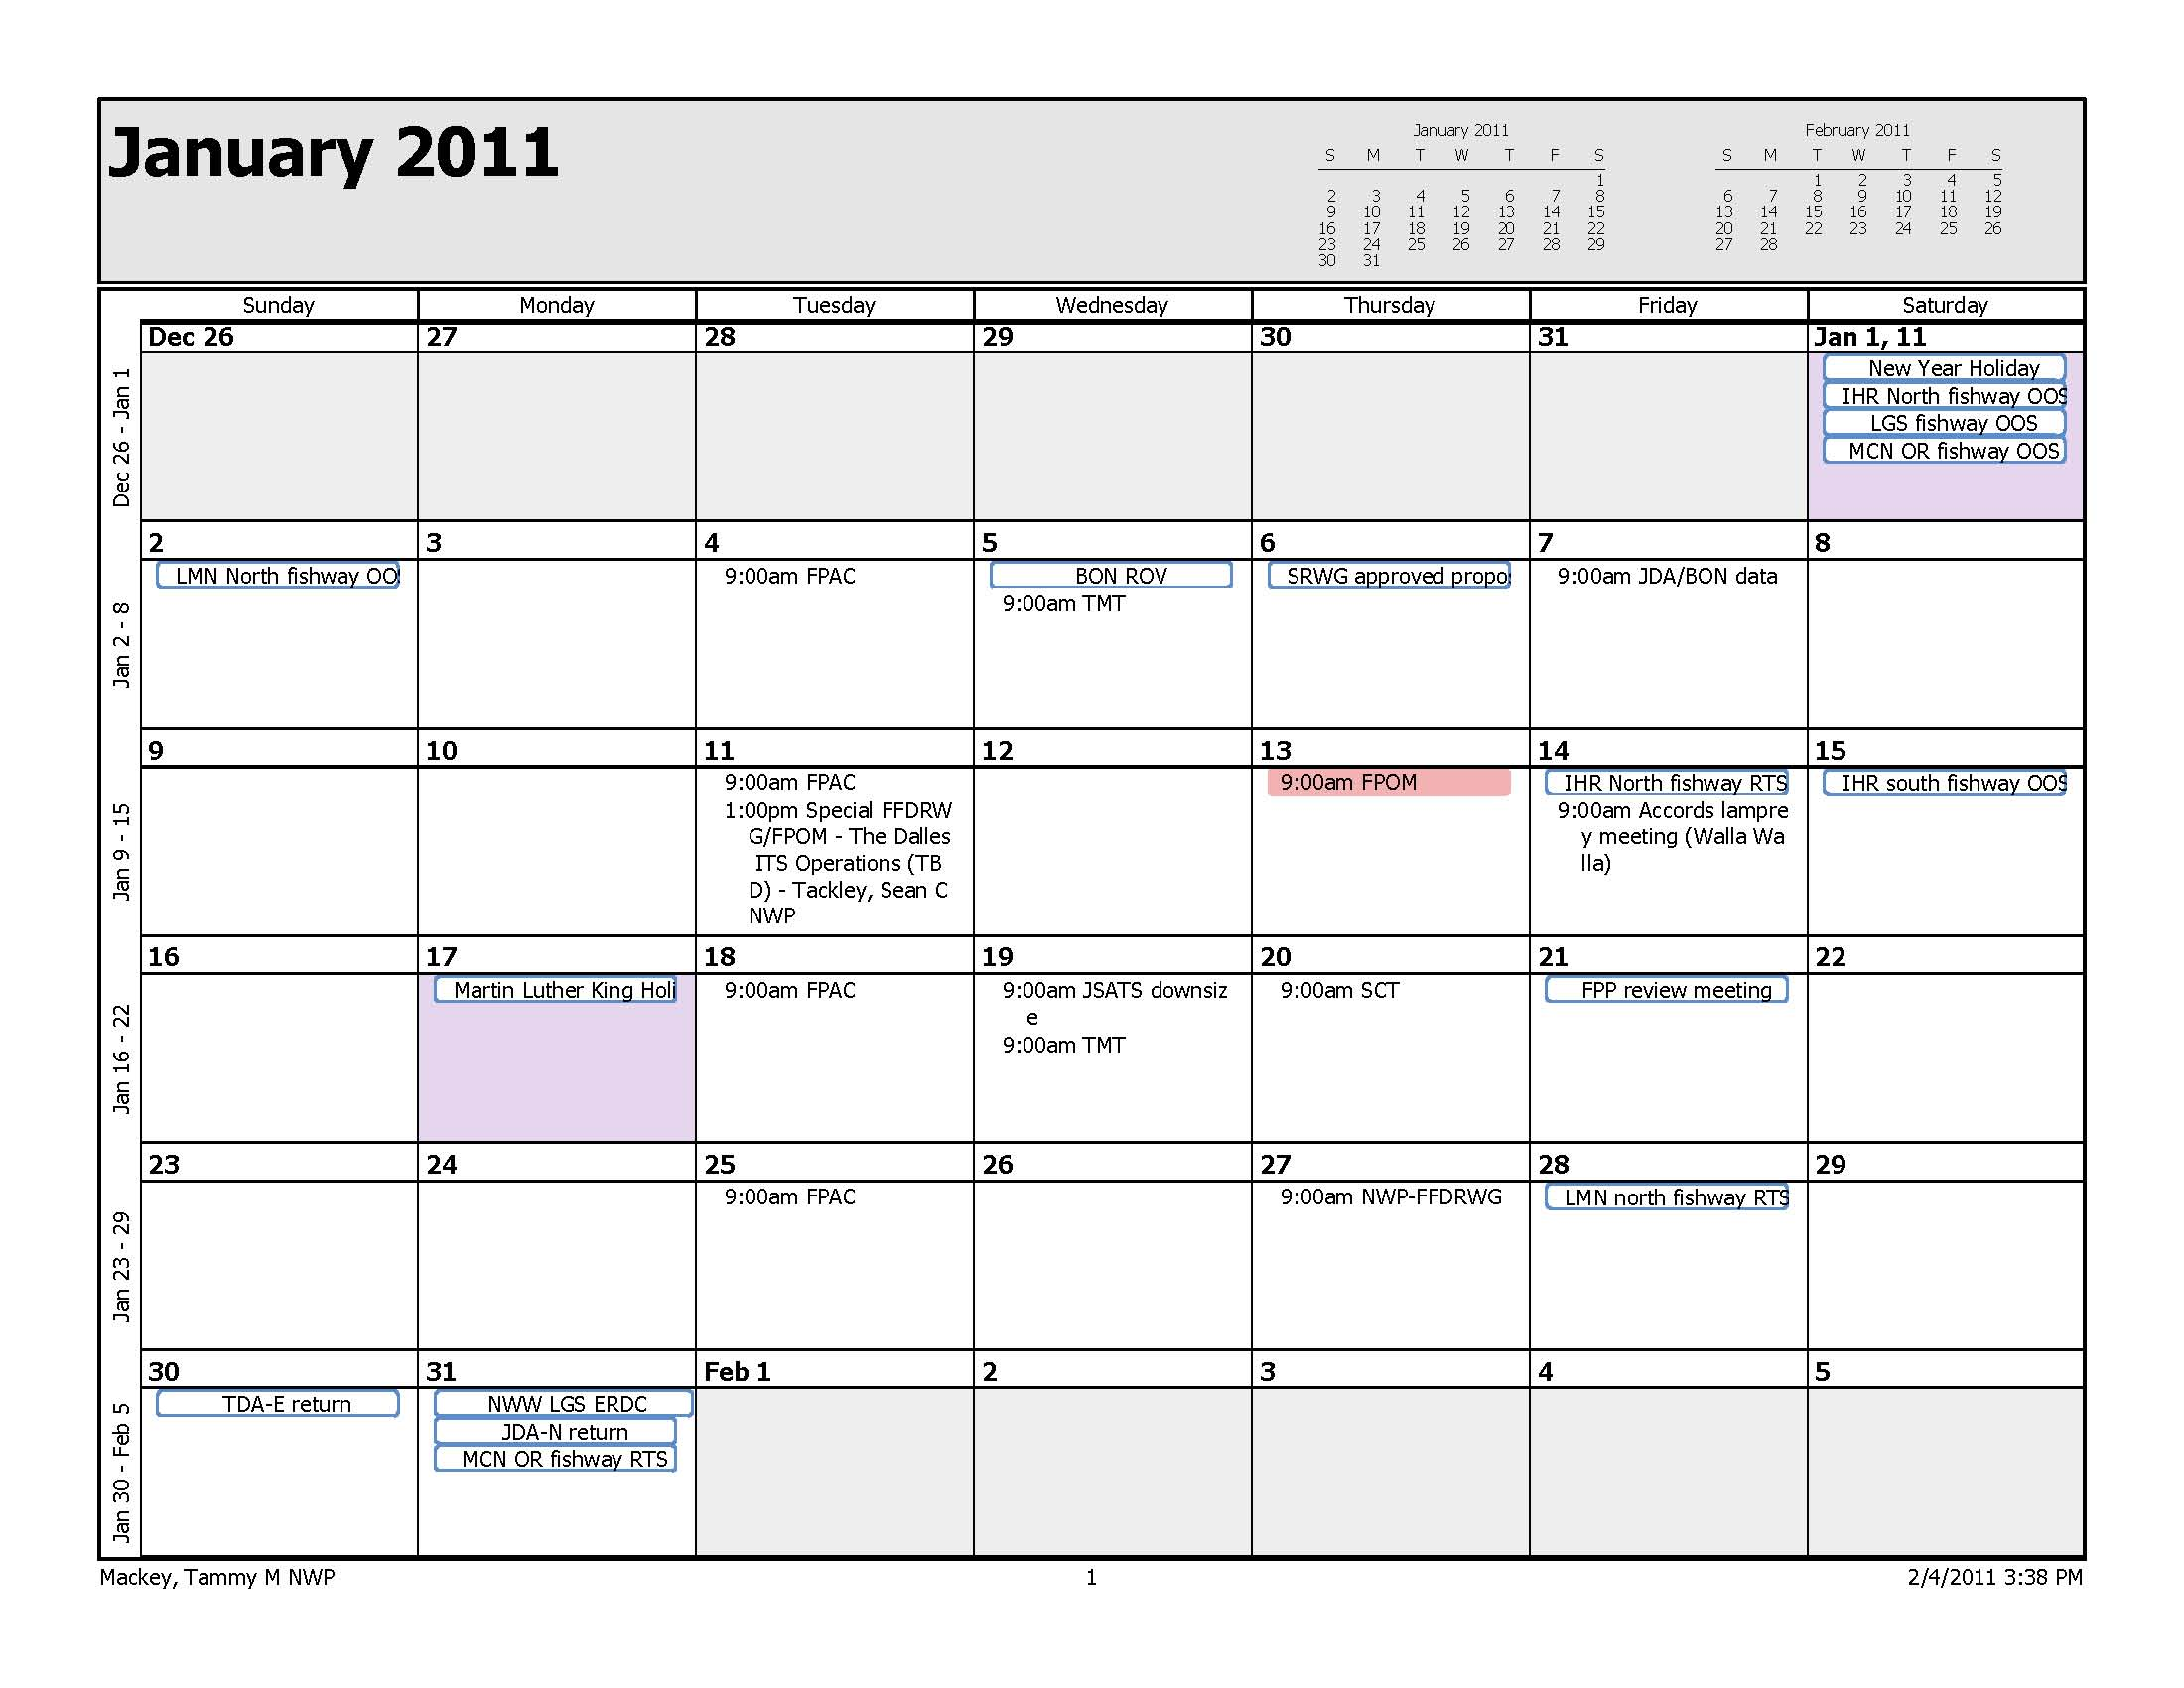 January 2011
January 2011
S M T W T F S
1
2 3 4 5 6 7 8
9 10 11 12 13 14 15
16 17 18 19 20 21 22
23 24 25 26 27 28 29
30 31
February 2011
S M T W T F S
1 2 3 4 5
6 7 8 9 10 11 12
13 14 15 16 17 18 19
20 21 22 23 24 25 26
27 28
Sunday Monday Tuesday Wednesday Thursday Friday Saturday
Dec 26 - Jan 1
Dec 26 27 28 29 30 31 Jan 1, 11
New Year Holiday
IHR North fishway OOS
LGS fishway OOS
MCN OR fishway OOS
Jan 2 - 8
2 3 4 5 6 7 8
LMN North fishway OO
9:00am FPAC
BON ROV
9:00am TMT
SRWG approved propo
9:00am JDA/BON data
Jan 9 - 15
9 10 11 12 13 14 15
9:00am FPAC
1:00pm Special FFDRW
G/FPOM - The Dalles
ITS Operations (TB
D) - Tackley, Sean C
NWP
9:00am FPOM
IHR North fishway RTS
9:00am Accords lampre
y meeting (Walla Wa
lla)
IHR south fishway OOS
Jan 16 - 22
16 17 18 19 20 21 22
Martin Luther King Holi
9:00am FPAC
9:00am JSATS downsiz
e
9:00am TMT
9:00am SCT
FPP review meeting
Jan 23 - 29
23 24 25 26 27 28 29
9:00am FPAC
9:00am NWP-FFDRWG
LMN north fishway RTS
Jan 30 - Feb 5
30 31 Feb 1 2 3 4 5
TDA-E return
NWW LGS ERDC
JDA-N return
MCN OR fishway RTS
Mackey, Tammy M NWP 1 2/4/2011 3:38 PM